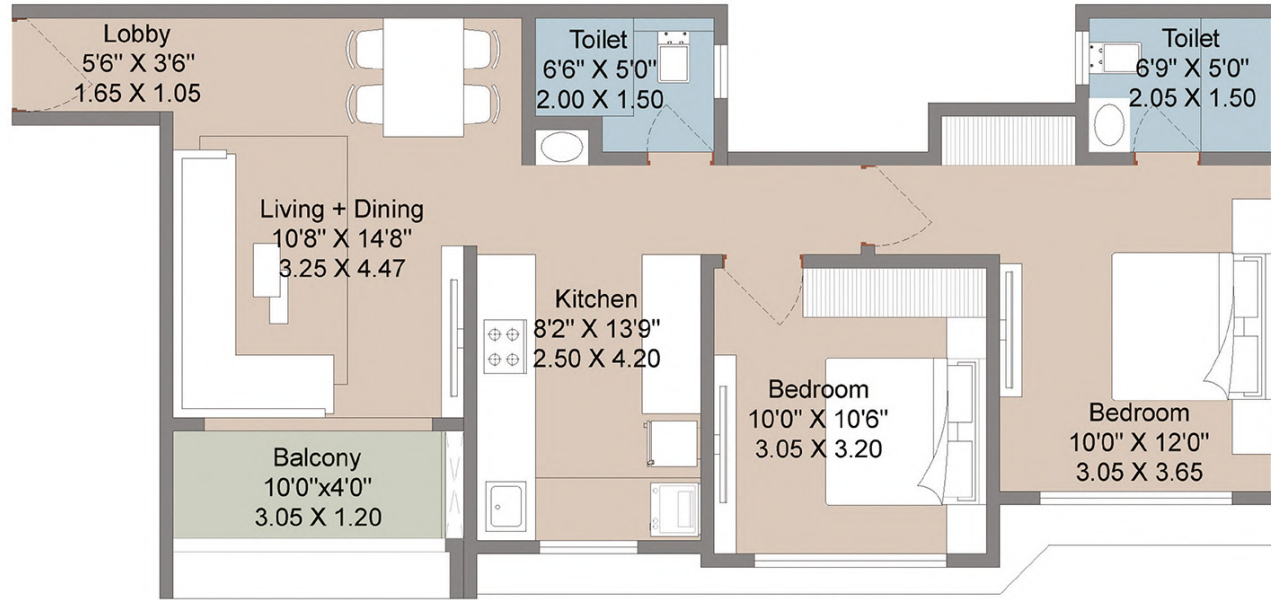 Lobby
5'6" X 3'6"
1.65 X 1.05
Toilet
6'6" X 5'0"
2.00 X 1.50
Toilet
6'9" X 5'0"
2.05 X 1.50
Living + Dining
10'8" X 14'8"
3.25 X 4.47
Kitchen
8'2" X 13'9"
2.50 X 4.20
Bedroom
10'0" X 10'6"
3.05 X 3.20
Bedroom
10'0" X 12'0"
3.05 X 3.65
Balcony
10'0"x4'0"
3.05 X 1.20